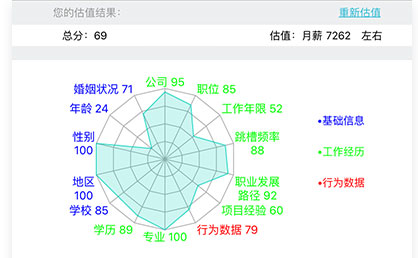 您的估值结果：
重新估值
总分：69
估值：月薪 7262 左右
公司 95
婚姻状况 71
职位 85
年龄 24
工作年限 52
基础信息
性别
100
跳槽频率
88
工作经历
地区
100
职业发展
路径 92
行为数据
学校 85
项目经验 60
学历 89
专业 100
行为数据 79